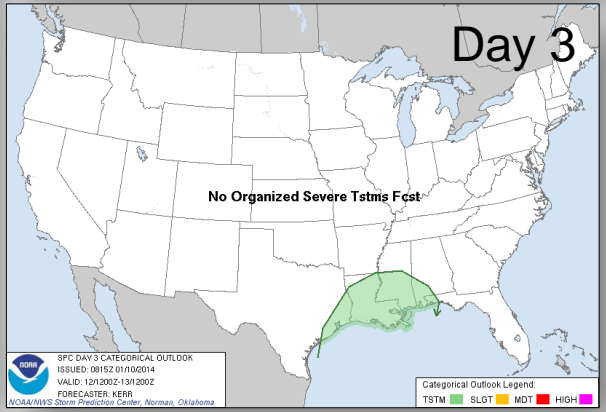 Day 3
No Organized Severe Tstms Fcst
NOAA
SPC DAY 3 CATEGORICAL OUTLOOK
ISSUED: 0815Z 01/10/2014
VALID: 12/1200Z-13/1200Z
FORECASTER: KERR
NOAA/NWS Storm Prediction Center, Norman, Oklahoma
Categorical Outlook Legend:
TSTM SLGT MDT HIGH